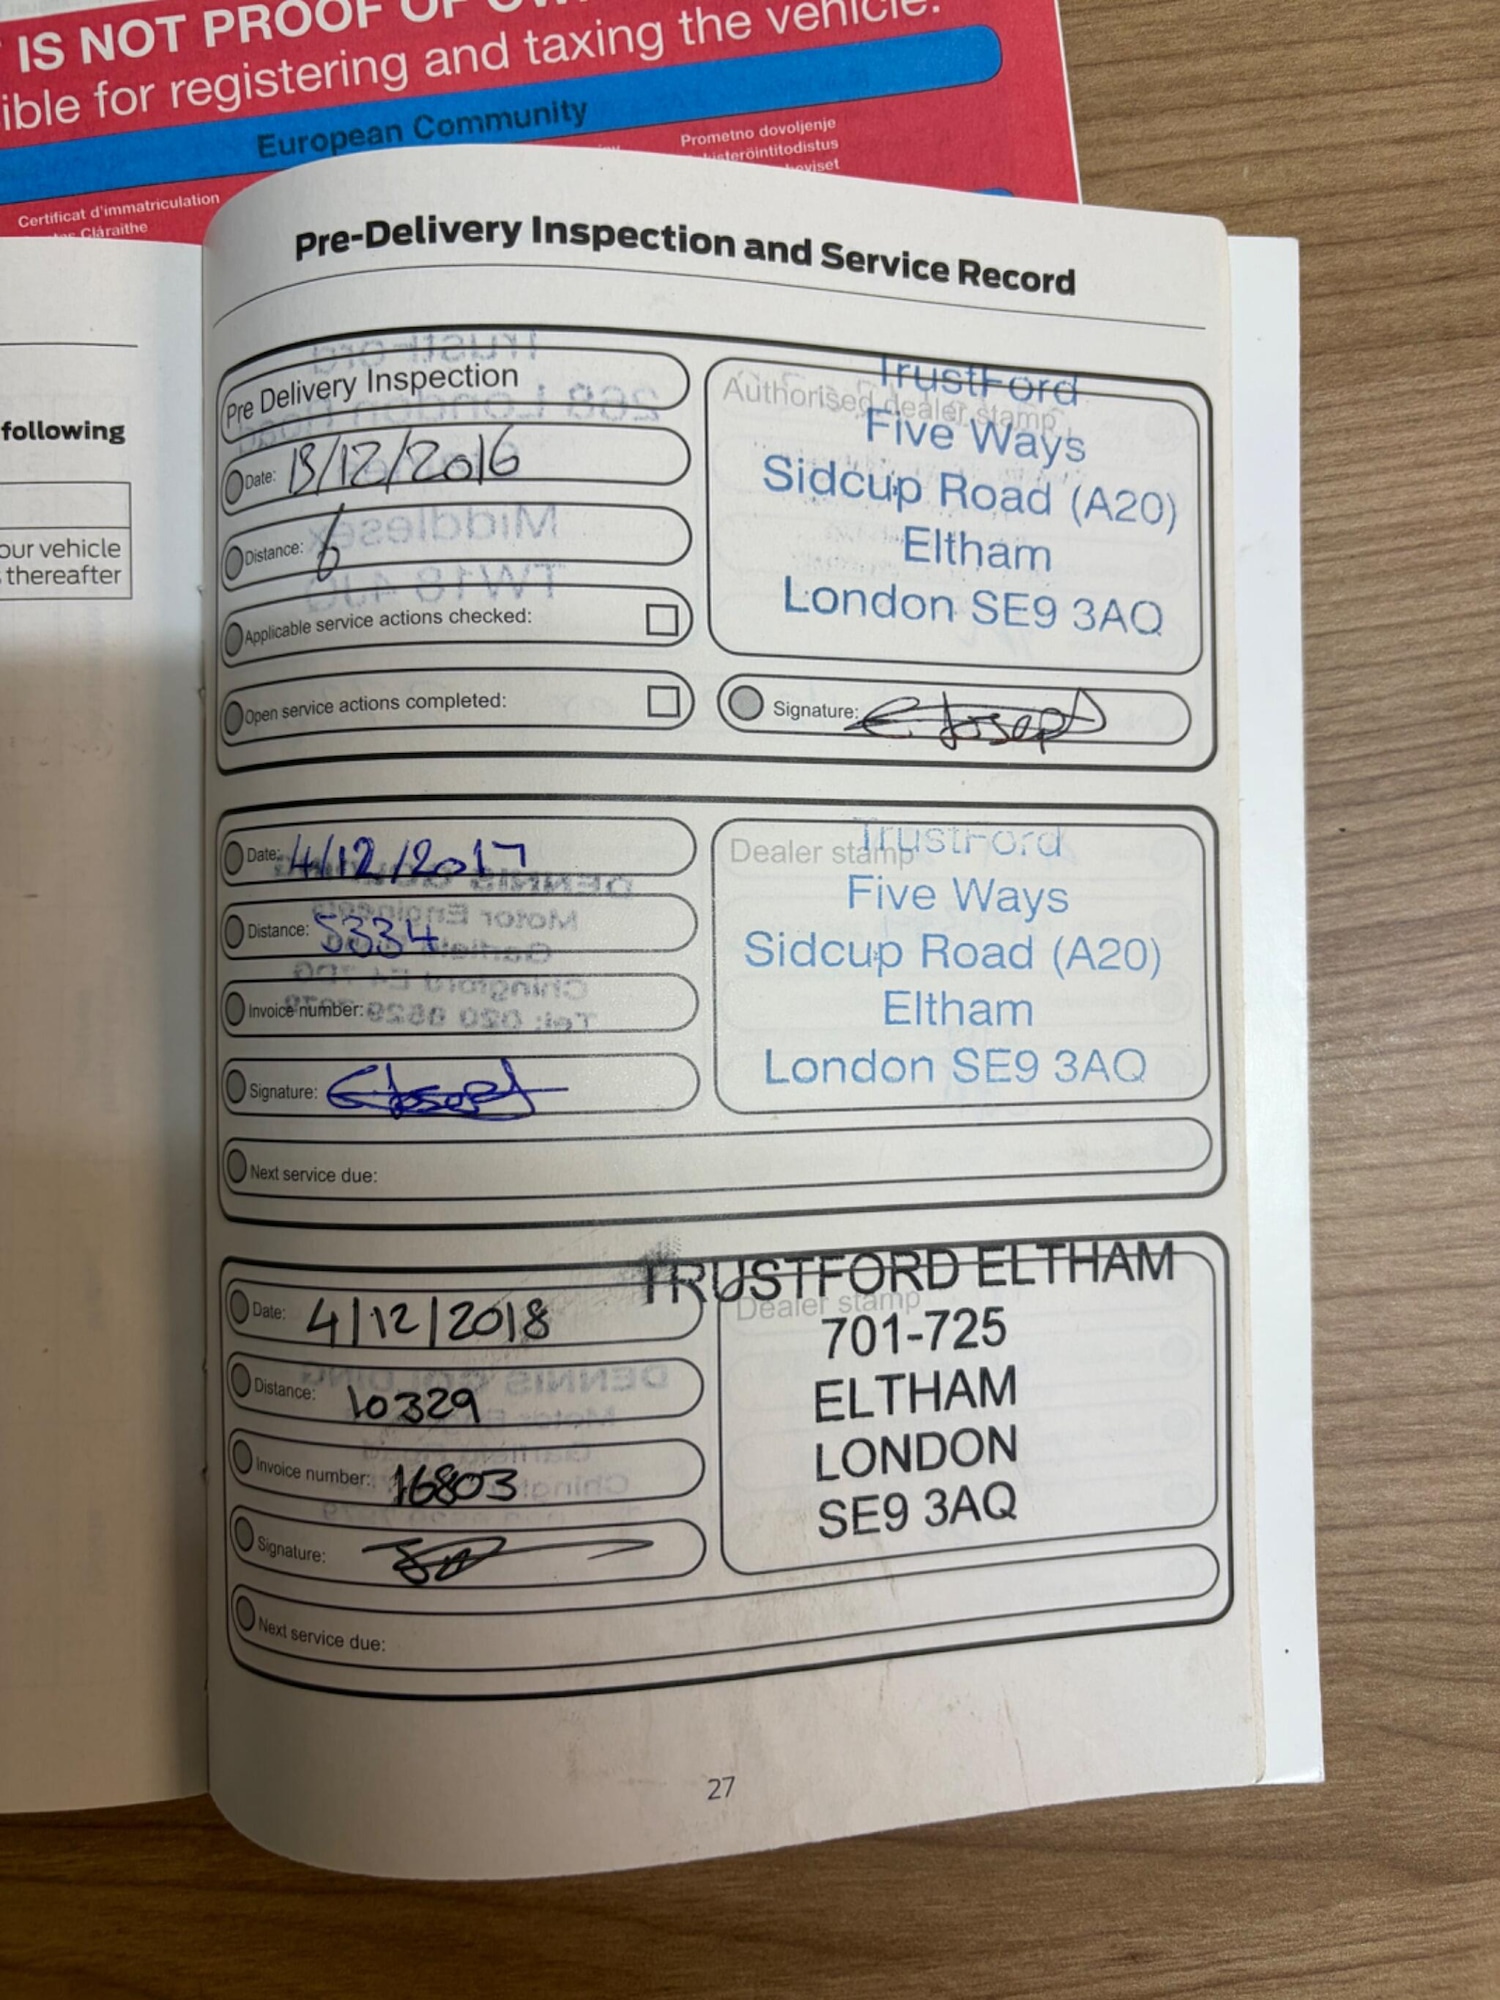 IS NOT PROOF OF
ible for registering and taxing the vehicle.
European Community
Certificat d'immatriculation
Cláraithe
Prometno dovoljenje
following
our vehicle
thereafter
Pre-Delivery Inspection and Service Record
Pre Delivery Inspection
Date: 13/12/2016
Distance: 6
Applicable service actions checked:
Open service actions completed:
Authorised dealer stamp
TrustFord
Five Ways
Sidcup Road (A20)
Eltham
London SE9 3AQ
Signature: E Joseph
Date: 4/12/2017
Distance: 5334
Invoice number:
Signature: E Joseph
Next service due:
Dealer stamp
TrustFord
Five Ways
Sidcup Road (A20)
Eltham
London SE9 3AQ
Date: 4/12/2018
Distance: 10329
Invoice number: 16803
Signature:
Next service due:
Dealer stamp
TRUSTFORD ELTHAM
701-725
ELTHAM
LONDON
SE9 3AQ
27